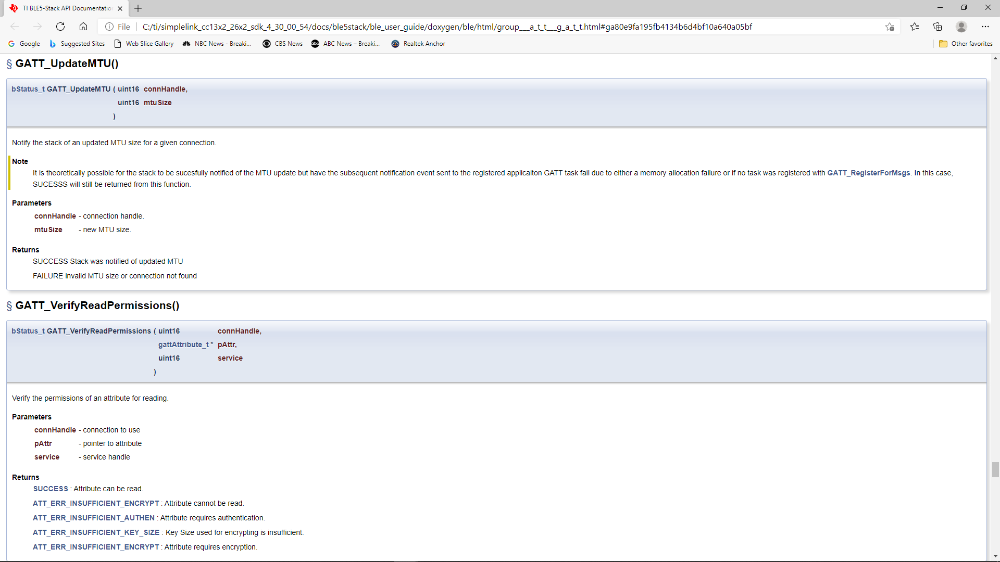 TI BLE5-Stack API Documentatio
File
C:/ti/simplelink_cc13x2_26x2_sdk_4_30_00_54/docs/ble5stack/ble_user_guide/doxygen/ble/html/group___a_t_t___g_a_t_t.html#ga80e9fa195fb4134b6d4bf10a640a05bf
Google
Suggested Sites
Web Slice Gallery
NBC News - Breaki...
CBS News
ABC News – Breaki...
Realtek Anchor
Other favorites
§ GATT_UpdateMTU()
bStatus_t GATT_UpdateMTU ( uint16 connHandle,
uint16 mtuSize
)
Notify the stack of an updated MTU size for a given connection.
Note
It is theoretically possible for the stack to be sucesfully notified of the MTU update but have the subsequent notification event sent to the registered applicaiton GATT task fail due to either a memory allocation failure or if no task was registered with GATT_RegisterForMsgs. In this case,
SUCESSS will still be returned from this function.
Parameters
connHandle - connection handle.
mtuSize - new MTU size.
Returns
SUCCESS Stack was notified of updated MTU
FAILURE invalid MTU size or connection not found
§ GATT_VerifyReadPermissions()
bStatus_t GATT_VerifyReadPermissions ( uint16 connHandle,
gattAttribute_t * pAttr,
uint16 service
)
Verify the permissions of an attribute for reading.
Parameters
connHandle - connection to use
pAttr - pointer to attribute
service - service handle
Returns
SUCCESS : Attribute can be read.
ATT_ERR_INSUFFICIENT_ENCRYPT : Attribute cannot be read.
ATT_ERR_INSUFFICIENT_AUTHEN : Attribute requires authentication.
ATT_ERR_INSUFFICIENT_KEY_SIZE : Key Size used for encrypting is insufficient.
ATT_ERR_INSUFFICIENT_ENCRYPT : Attribute requires encryption.